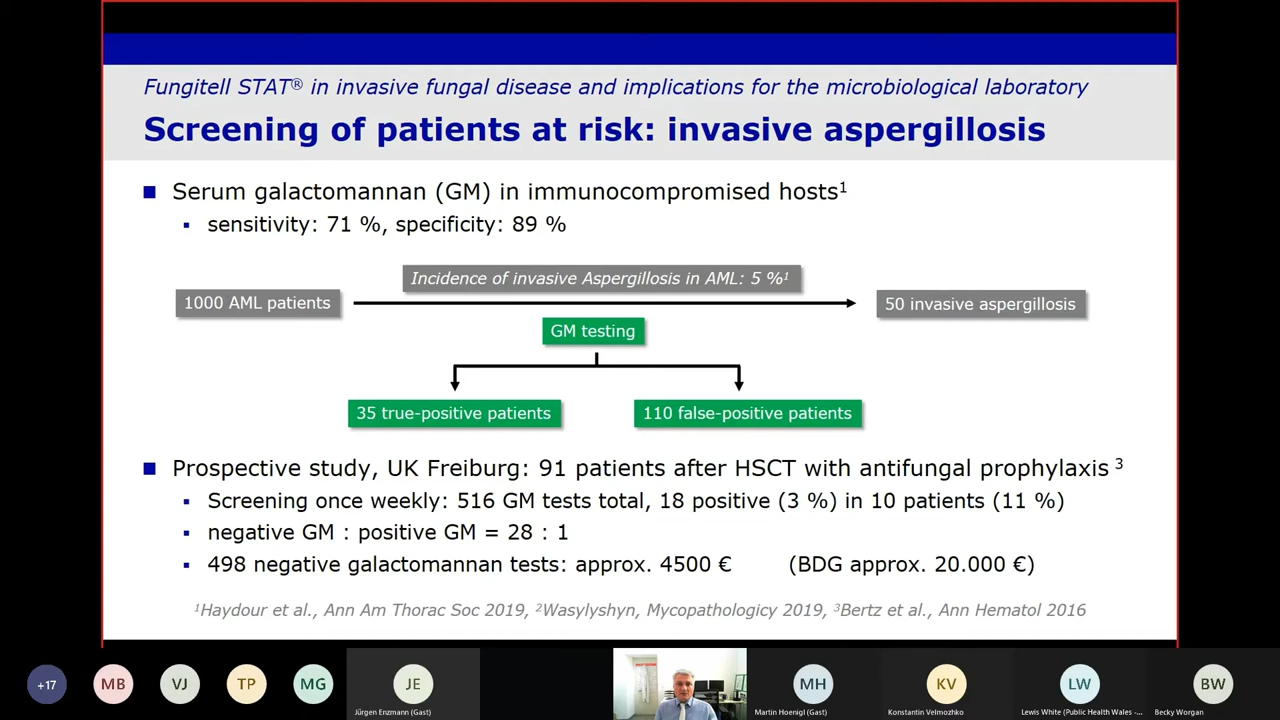 Fungitell STAT® in invasive fungal disease and implications for the microbiological laboratory
Screening of patients at risk: invasive aspergillosis
Serum galactomannan (GM) in immunocompromised hosts¹
sensitivity: 71 %, specificity: 89 %
Incidence of invasive Aspergillosis in AML: 5 %¹
1000 AML patients
50 invasive aspergillosis
GM testing
35 true-positive patients
110 false-positive patients
Prospective study, UK Freiburg: 91 patients after HSCT with antifungal prophylaxis ³
Screening once weekly: 516 GM tests total, 18 positive (3 %) in 10 patients (11 %)
negative GM : positive GM = 28 : 1
498 negative galactomannan tests: approx. 4500 € (BDG approx. 20.000 €)
¹Haydour et al., Ann Am Thorac Soc 2019, ²Wasylyshyn, Mycopathologicy 2019, ³Bertz et al., Ann Hematol 2016
+17 MB VJ TP MG JE MH KV LW BW
Jürgen Enzmann (Gast) Martin Hoenigl (Gast) Konstantin Velmozhko Lewis White (Public Health Wales -... Becky Worgan